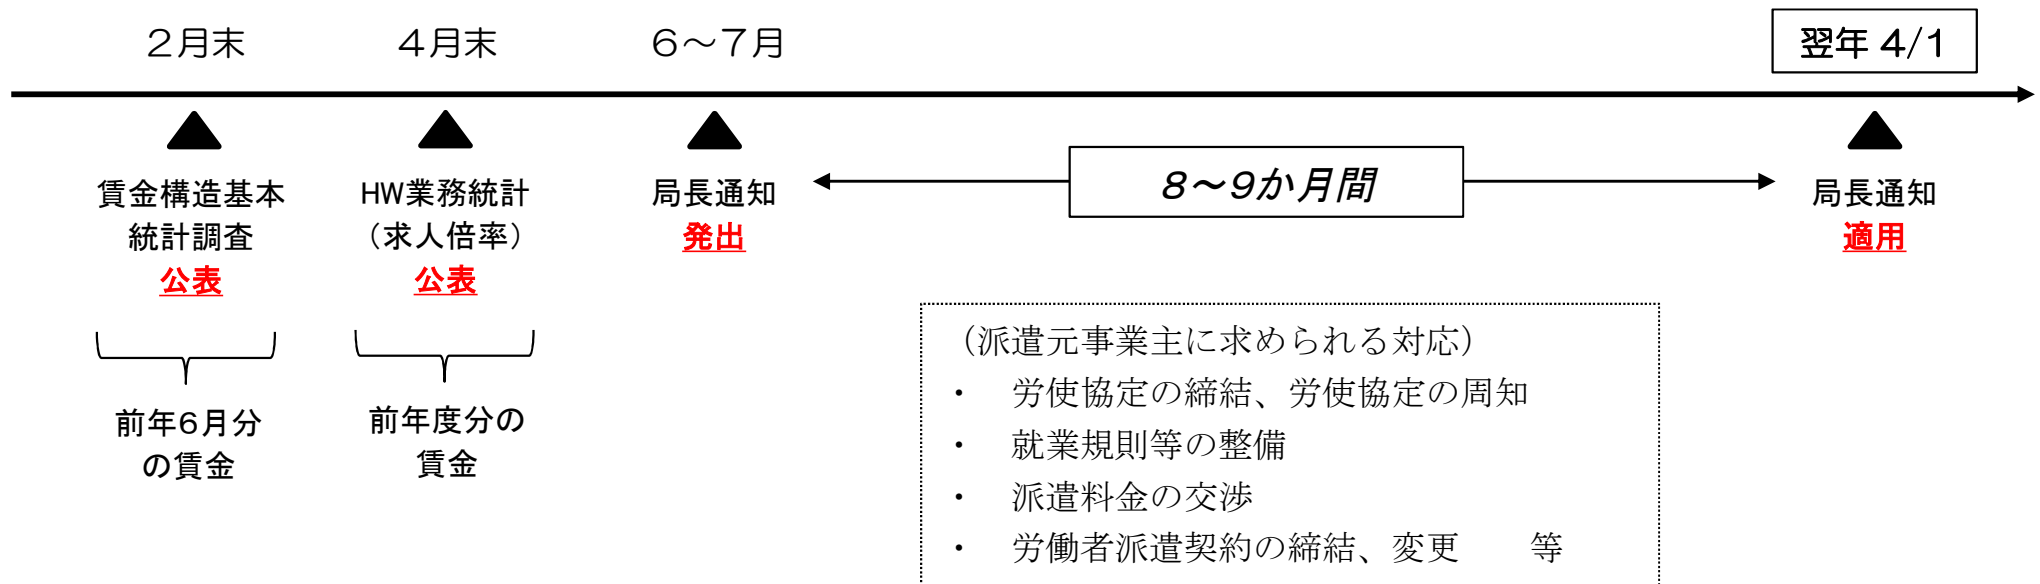 ２月末
４月末
６～７月
翌年 4/1
賃金構造基本
統計調査
公表
HW業務統計
（求人倍率）
公表
局長通知
発出
８～９か月間
局長通知
適用
前年６月分
の賃金
前年度分の
賃金
（派遣元事業主に求められる対応）
・　労使協定の締結、労使協定の周知
・　就業規則等の整備
・　派遣料金の交渉
・　労働者派遣契約の締結、変更　　等